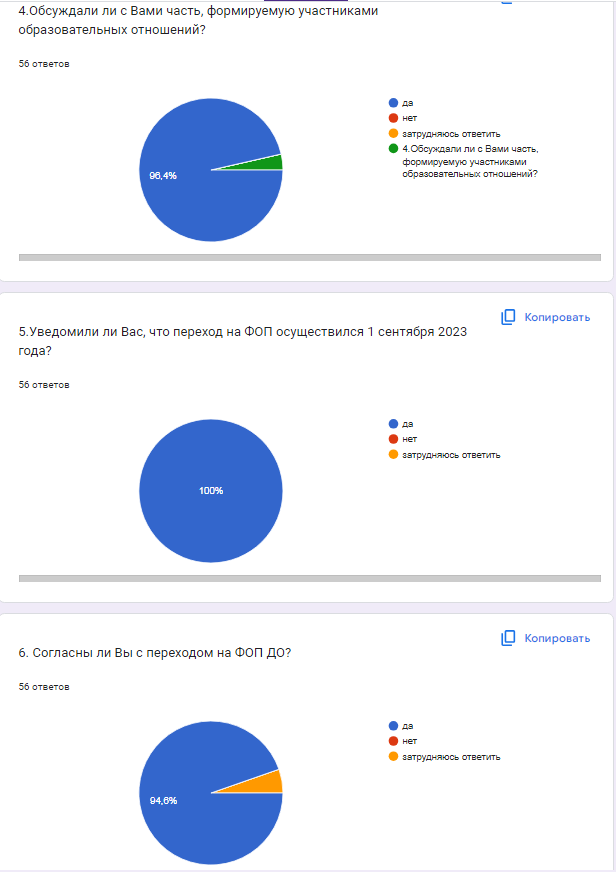 4.Обсуждали ли с Вами часть, формируемую участниками
образовательных отношений?
56 ответов
да
нет
затрудняюсь ответить
4.Обсуждали ли с Вами часть,
формируемую участниками
образовательных отношений?
96,4%
Копировать
5.Уведомили ли Вас, что переход на ФОП осуществился 1 сентября 2023
года?
56 ответов
да
нет
затрудняюсь ответить
100%
Копировать
6. Согласны ли Вы с переходом на ФОП ДО?
56 ответов
да
нет
затрудняюсь ответить
94,6%